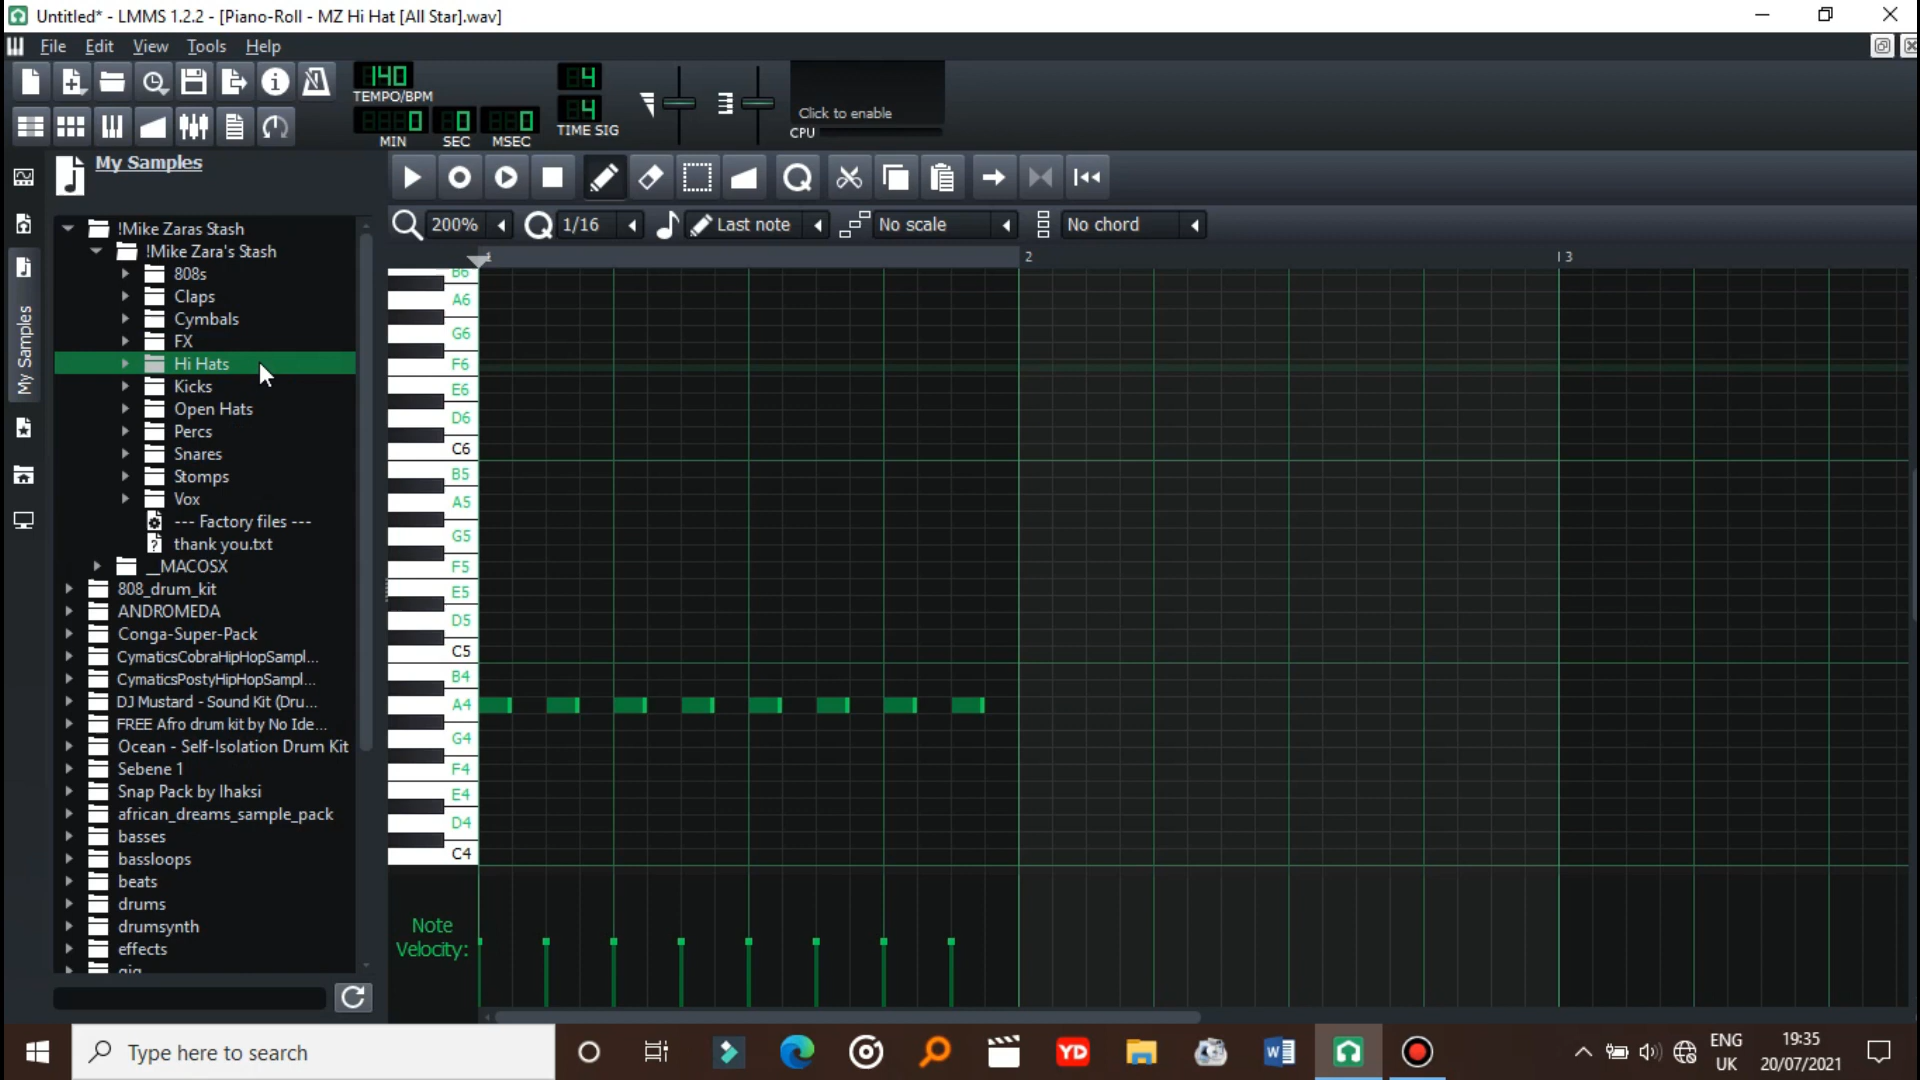 Untitled* - LMMS 1.2.2 - [Piano-Roll - MZ Hi Hat [All Star].wav]
File Edit View Tools Help
140
TEMPO/BPM
0 0 0
MIN SEC MSEC
4
4
TIME SIG
Click to enable
CPU
My Samples
200% 1/16 Last note No scale No chord
1 2 3
My Samples
!Mike Zaras Stash
!Mike Zara's Stash
808s
Claps
Cymbals
FX
Hi Hats
Kicks
Open Hats
Percs
Snares
Stomps
Vox
--- Factory files ---
thank you.txt
__MACOSX
808_drum_kit
ANDROMEDA
Conga-Super-Pack
CymaticsCobraHipHopSampl...
CymaticsPostyHipHopSampl...
DJ Mustard - Sound Kit (Dru...
FREE Afro drum kit by No Ide...
Ocean - Self-Isolation Drum Kit
Sebene 1
Snap Pack by Ihaksi
african_dreams_sample_pack
basses
bassloops
beats
drums
drumsynth
effects
B6
A6
G6
F6
E6
D6
C6
B5
A5
G5
F5
E5
D5
C5
B4
A4
G4
F4
E4
D4
C4
Note
Velocity:
Type here to search
YD
W
ENG
UK
19:35
20/07/2021